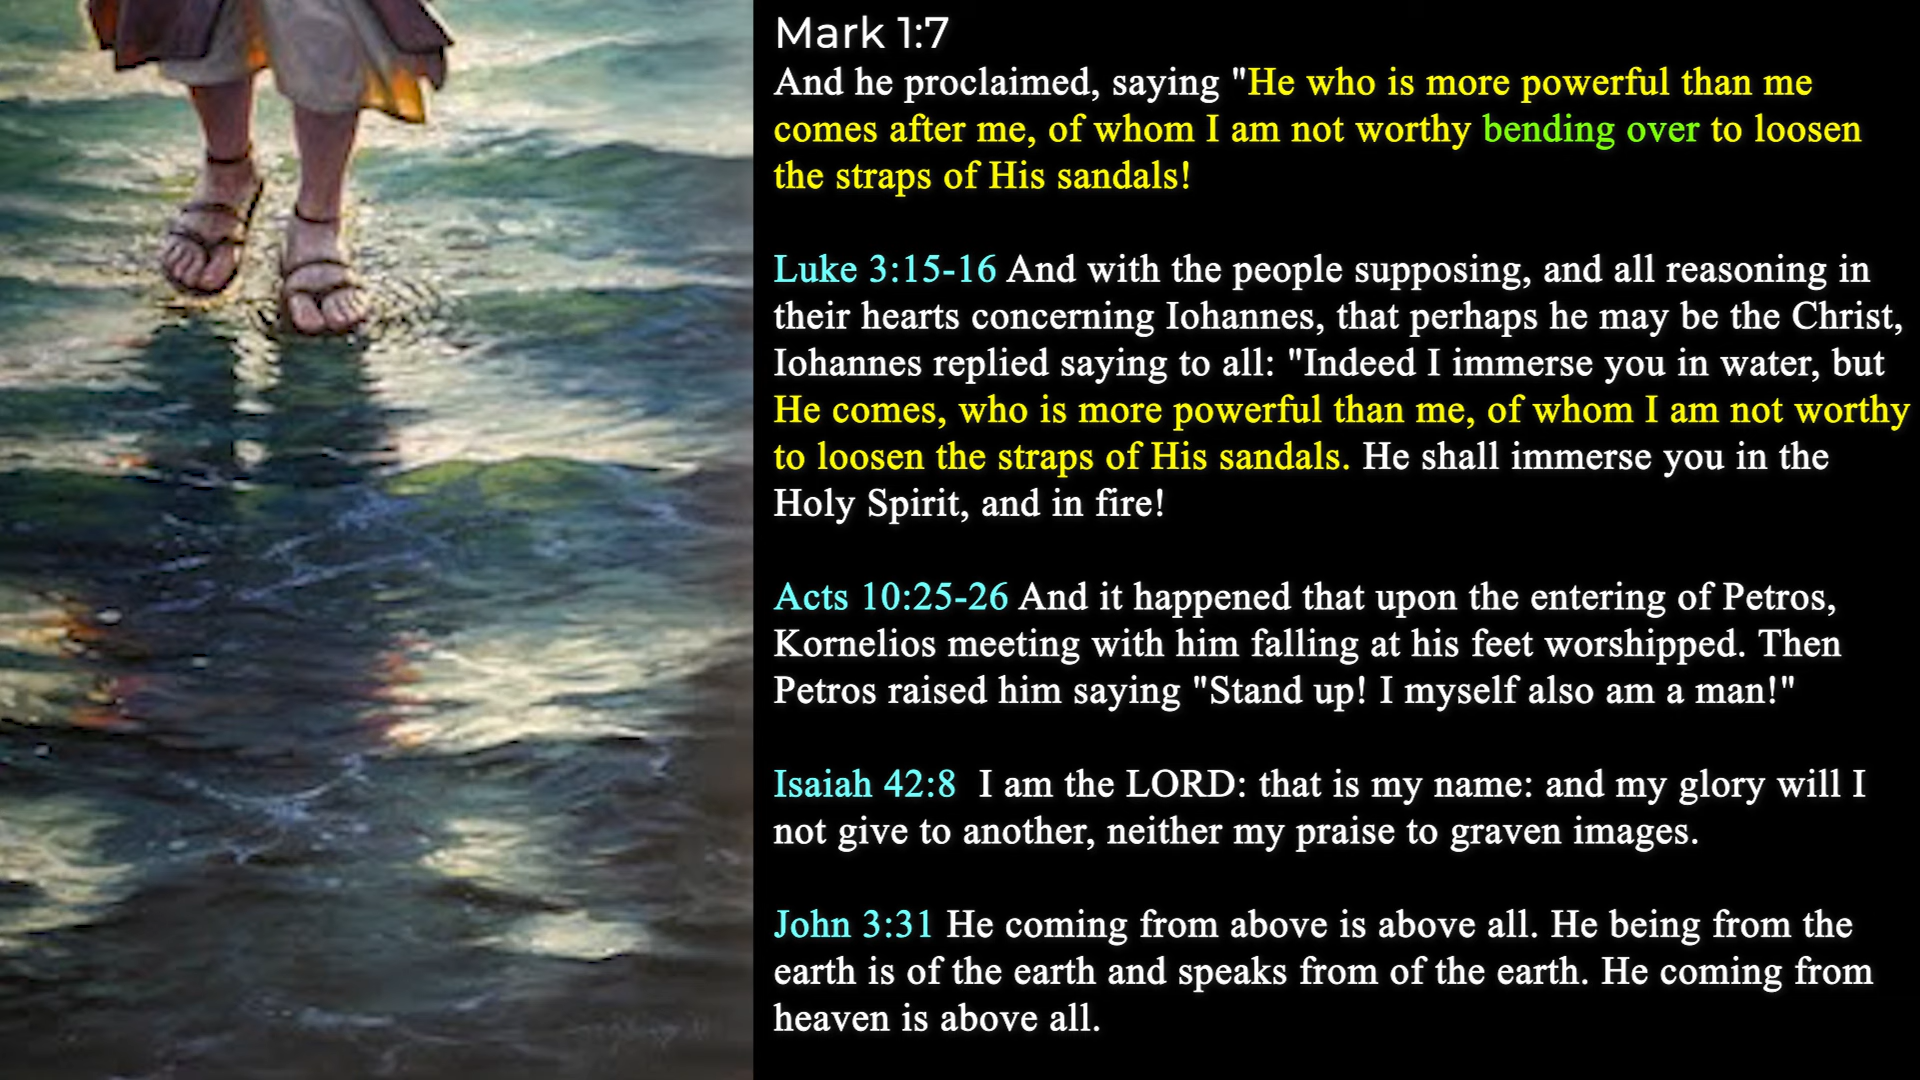 Mark 1:7
And he proclaimed, saying "He who is more powerful than me
comes after me, of whom I am not worthy bending over to loosen
the straps of His sandals!
Luke 3:15-16 And with the people supposing, and all reasoning in
their hearts concerning Iohannes, that perhaps he may be the Christ,
Iohannes replied saying to all: "Indeed I immerse you in water, but
He comes, who is more powerful than me, of whom I am not worthy
to loosen the straps of His sandals. He shall immerse you in the
Holy Spirit, and in fire!
Acts 10:25-26 And it happened that upon the entering of Petros,
Kornelios meeting with him falling at his feet worshipped. Then
Petros raised him saying "Stand up! I myself also am a man!"
Isaiah 42:8  I am the LORD: that is my name: and my glory will I
not give to another, neither my praise to graven images.
John 3:31 He coming from above is above all. He being from the
earth is of the earth and speaks from of the earth. He coming from
heaven is above all.